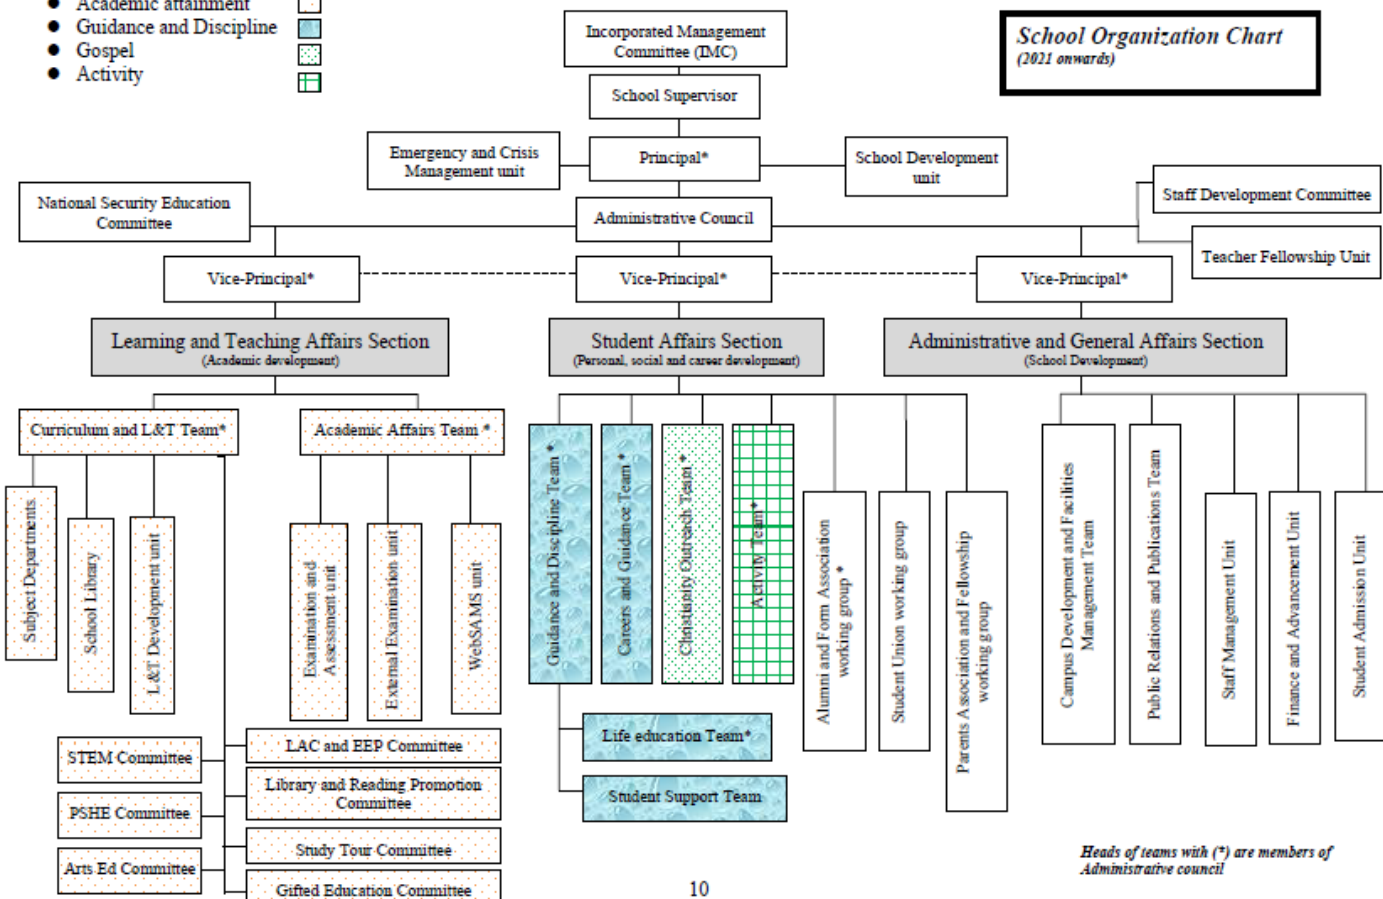 ● Academic attainment
● Guidance and Discipline
● Gospel
● Activity
School Organization Chart
(2021 onwards)
Incorporated Management
Committee (IMC)
School Supervisor
Emergency and Crisis
Management unit
Principal*
School Development
unit
National Security Education
Committee
Administrative Council
Staff Development Committee
Teacher Fellowship Unit
Vice-Principal*
Vice-Principal*
Vice-Principal*
Learning and Teaching Affairs Section
(Academic development)
Student Affairs Section
(Personal, social and career development)
Administrative and General Affairs Section
(School Development)
Curriculum and L&T Team*
Academic Affairs Team *
Subject Departments
School Library
L&T Development unit
Examination and
Assessment unit
External Examination unit
WebSAMS unit
Guidance and Discipline Team *
Careers and Guidance Team *
Christianity Outreach Team *
Activity Team*
Alumni and Form Association
working group *
Student Union working group
Parents Association and Fellowship
working group
Campus Development and Facilities
Management Team
Public Relations and Publications Team
Staff Management Unit
Finance and Advancement Unit
Student Admission Unit
Life education Team*
Student Support Team
STEM Committee
PSHE Committee
Arts Ed Committee
LAC and EEP Committee
Library and Reading Promotion
Committee
Study Tour Committee
Gifted Education Committee
Heads of teams with (*) are members of
Administrative council
10